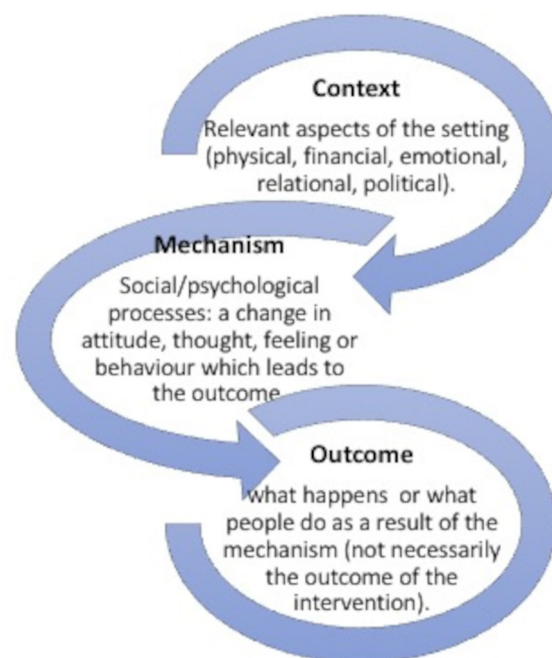 Context
Relevant aspects of the setting
(physical, financial, emotional,
relational, political).
Mechanism
Social/psychological
processes: a change in
attitude, thought, feeling or
behaviour which leads to
the outcome
Outcome
what happens or what
people do as a result of the
mechanism (not necessarily
the outcome of the
intervention).